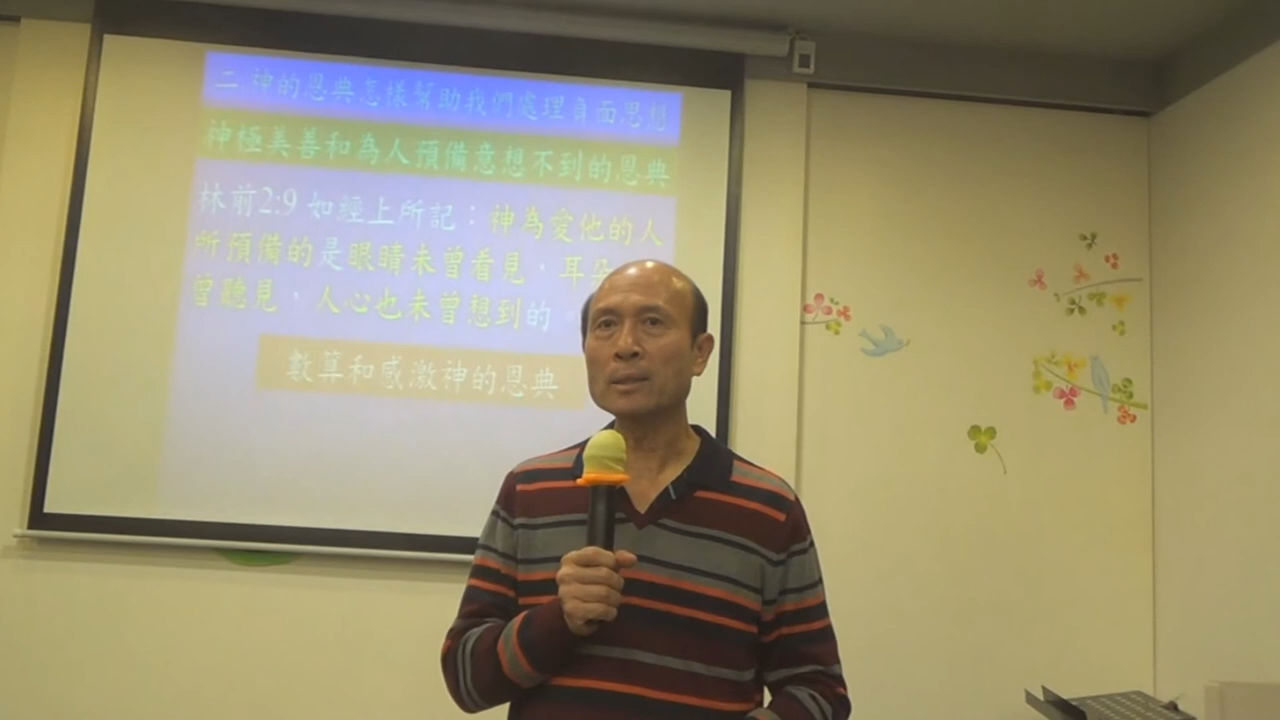 二 神的恩典怎樣幫助我們處理負面思想
神極美善和為人預備意想不到的恩典
林前2:9 如經上所記：神為愛他的人
所預備的是眼睛未曾看見，耳朵
曾聽見，人心也未曾想到的
數算和感激神的恩典